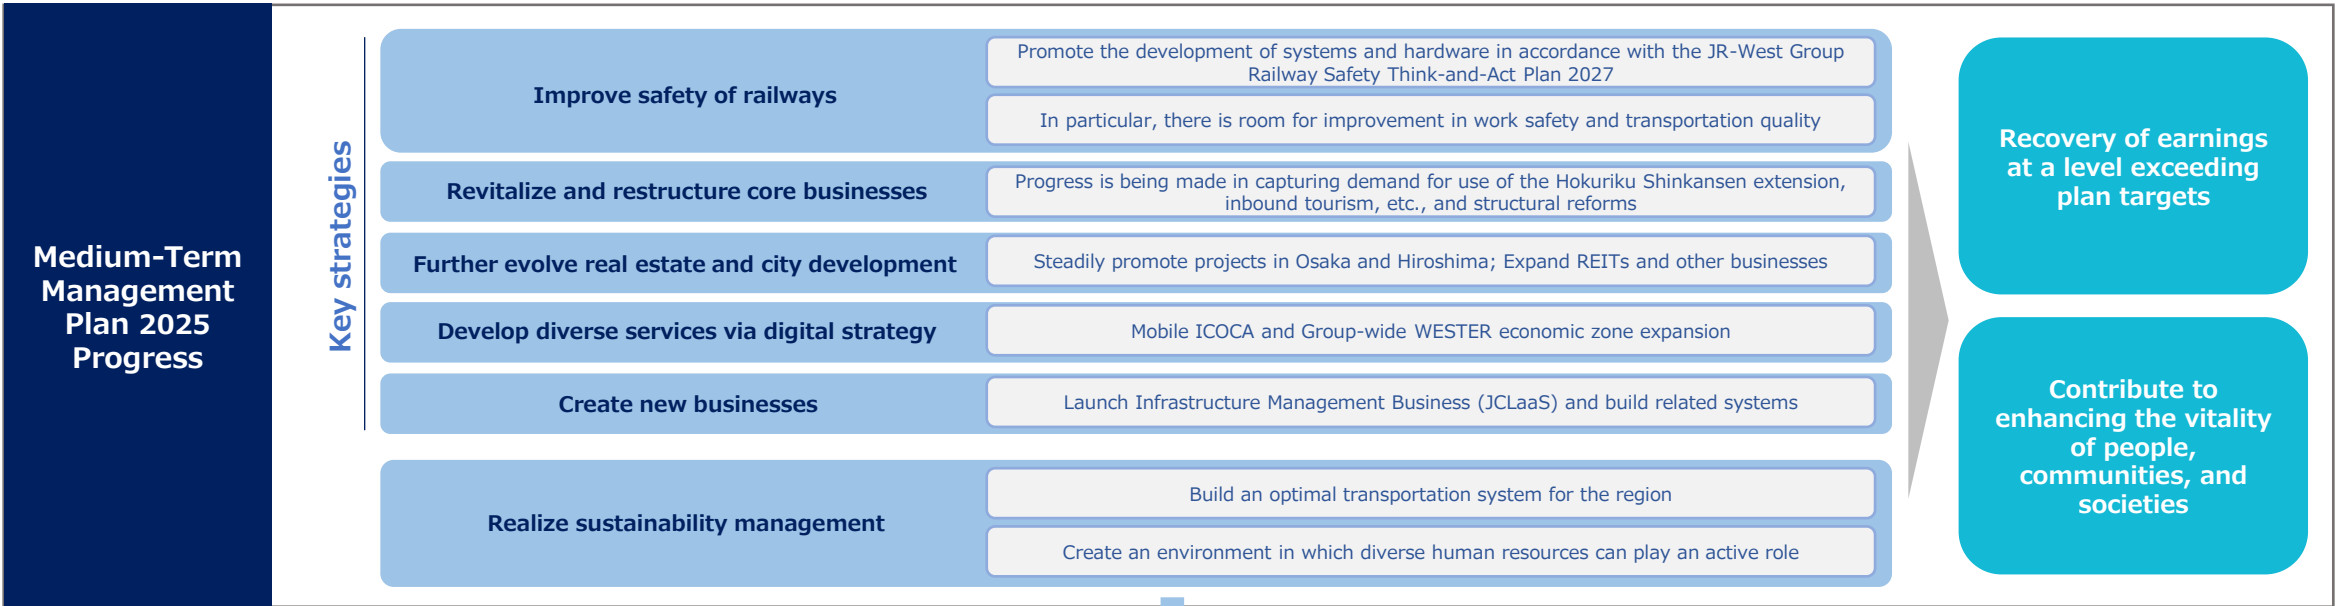 Medium-Term
Management
Plan 2025
Progress
Key strategies
Improve safety of railways
Promote the development of systems and hardware in accordance with the JR-West Group
Railway Safety Think-and-Act Plan 2027
In particular, there is room for improvement in work safety and transportation quality
Revitalize and restructure core businesses
Progress is being made in capturing demand for use of the Hokuriku Shinkansen extension,
inbound tourism, etc., and structural reforms
Further evolve real estate and city development
Steadily promote projects in Osaka and Hiroshima; Expand REITs and other businesses
Develop diverse services via digital strategy
Mobile ICOCA and Group-wide WESTER economic zone expansion
Create new businesses
Launch Infrastructure Management Business (JCLaaS) and build related systems
Realize sustainability management
Build an optimal transportation system for the region
Create an environment in which diverse human resources can play an active role
Recovery of earnings
at a level exceeding
plan targets
Contribute to
enhancing the vitality
of people,
communities, and
societies